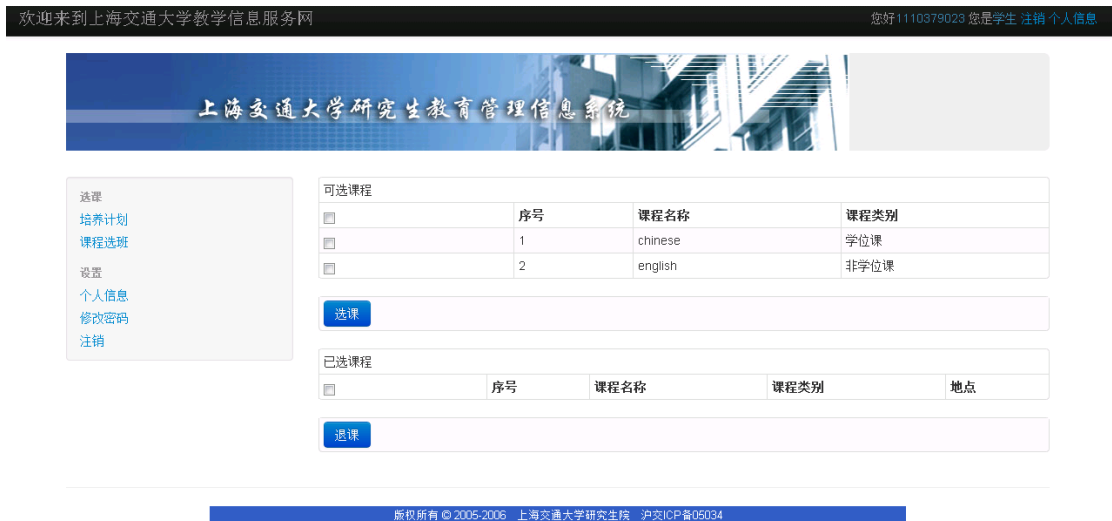 欢迎来到上海交通大学教学信息服务网
您好1110379023 您是学生 注销 个人信息
上海交通大学研究生教育管理信息系统
选课
培养计划
课程选班
设置
个人信息
修改密码
注销
可选课程
序号 课程名称 课程类别
1 chinese 学位课
2 english 非学位课
选课
已选课程
序号 课程名称 课程类别 地点
退课
版权所有 © 2005-2006 上海交通大学研究生院 沪交ICP备05034